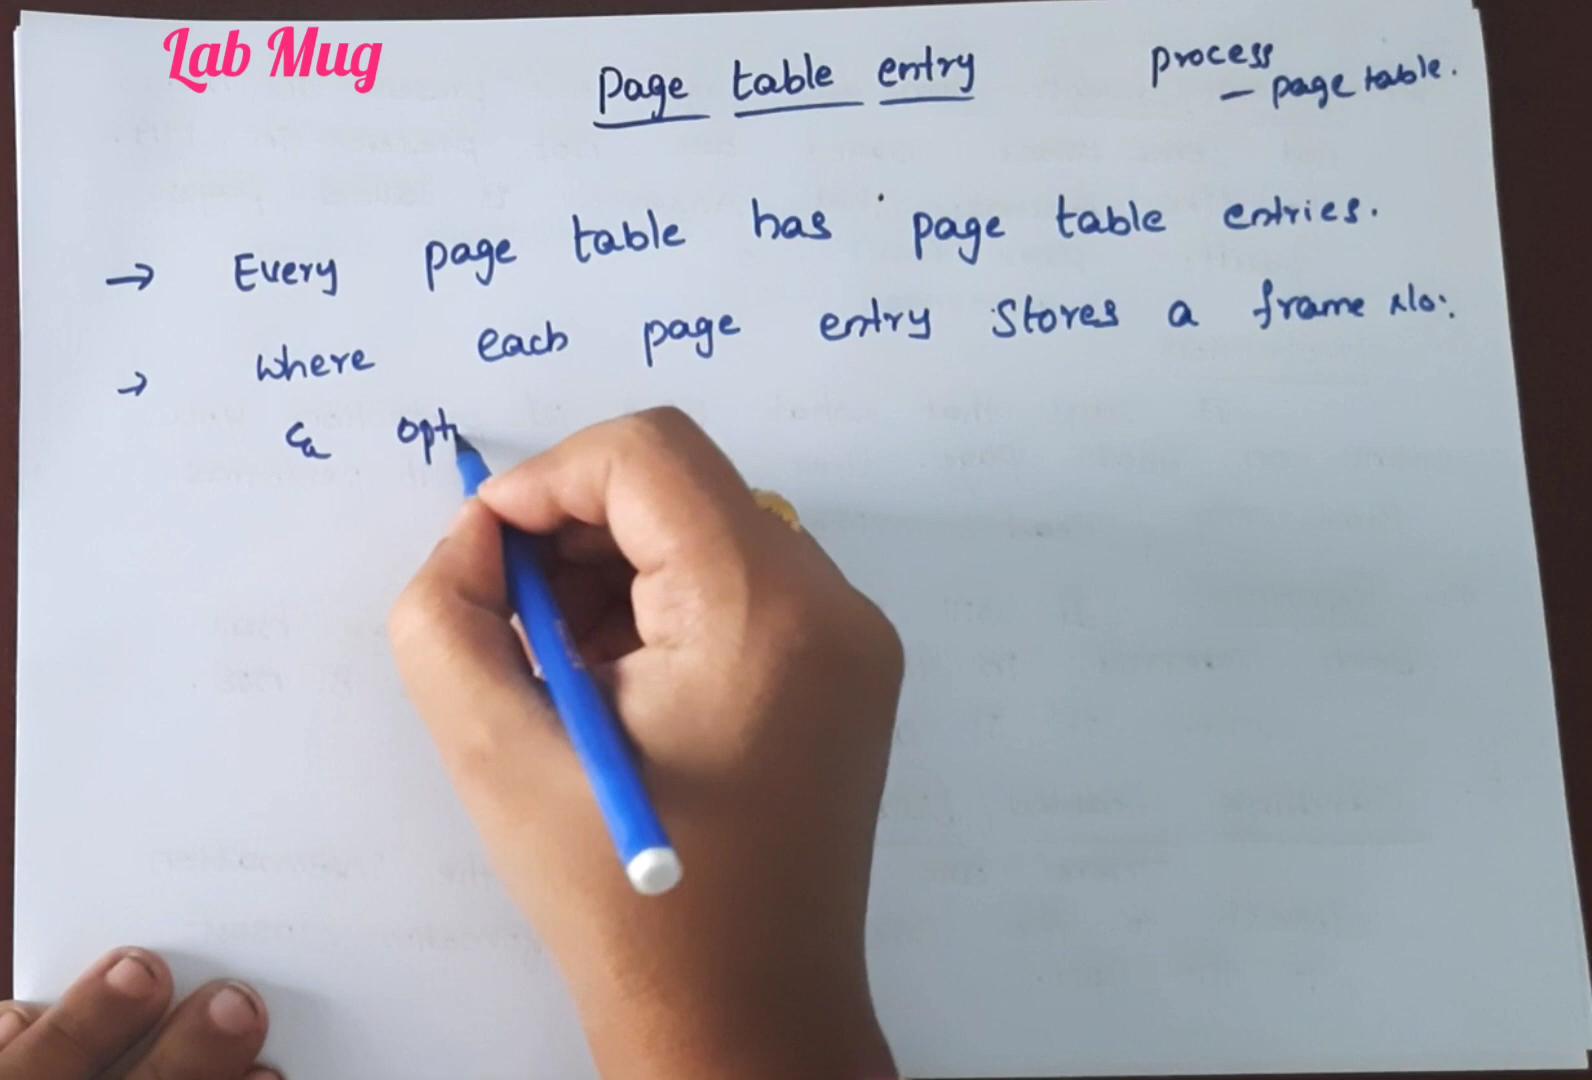 Lab Mug
Page table entry
process
- page table.
→ Every page table has page table entries.
→ where each page entry stores a frame No:
& opti